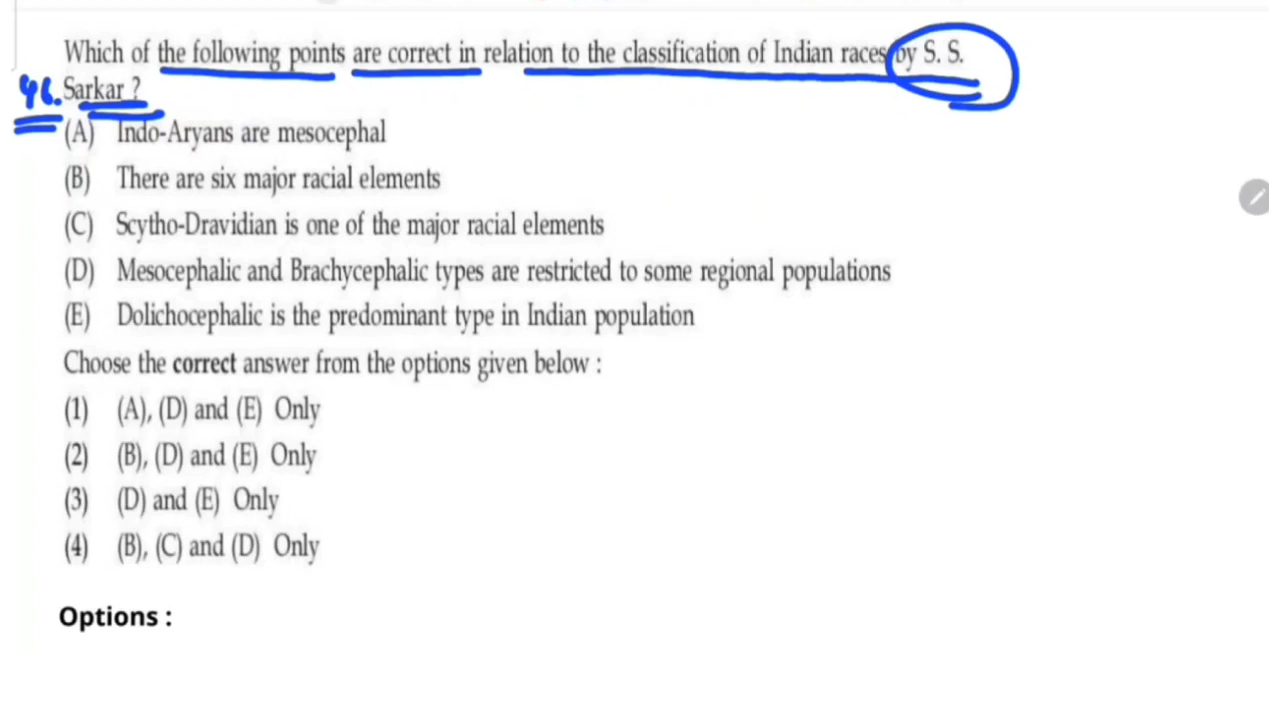 Which of the following points are correct in relation to the classification of Indian races by S. S.
46. Sarkar ?
(A) Indo-Aryans are mesocephal
(B) There are six major racial elements
(C) Scytho-Dravidian is one of the major racial elements
(D) Mesocephalic and Brachycephalic types are restricted to some regional populations
(E) Dolichocephalic is the predominant type in Indian population
Choose the correct answer from the options given below :
(1) (A), (D) and (E) Only
(2) (B), (D) and (E) Only
(3) (D) and (E) Only
(4) (B), (C) and (D) Only
Options :